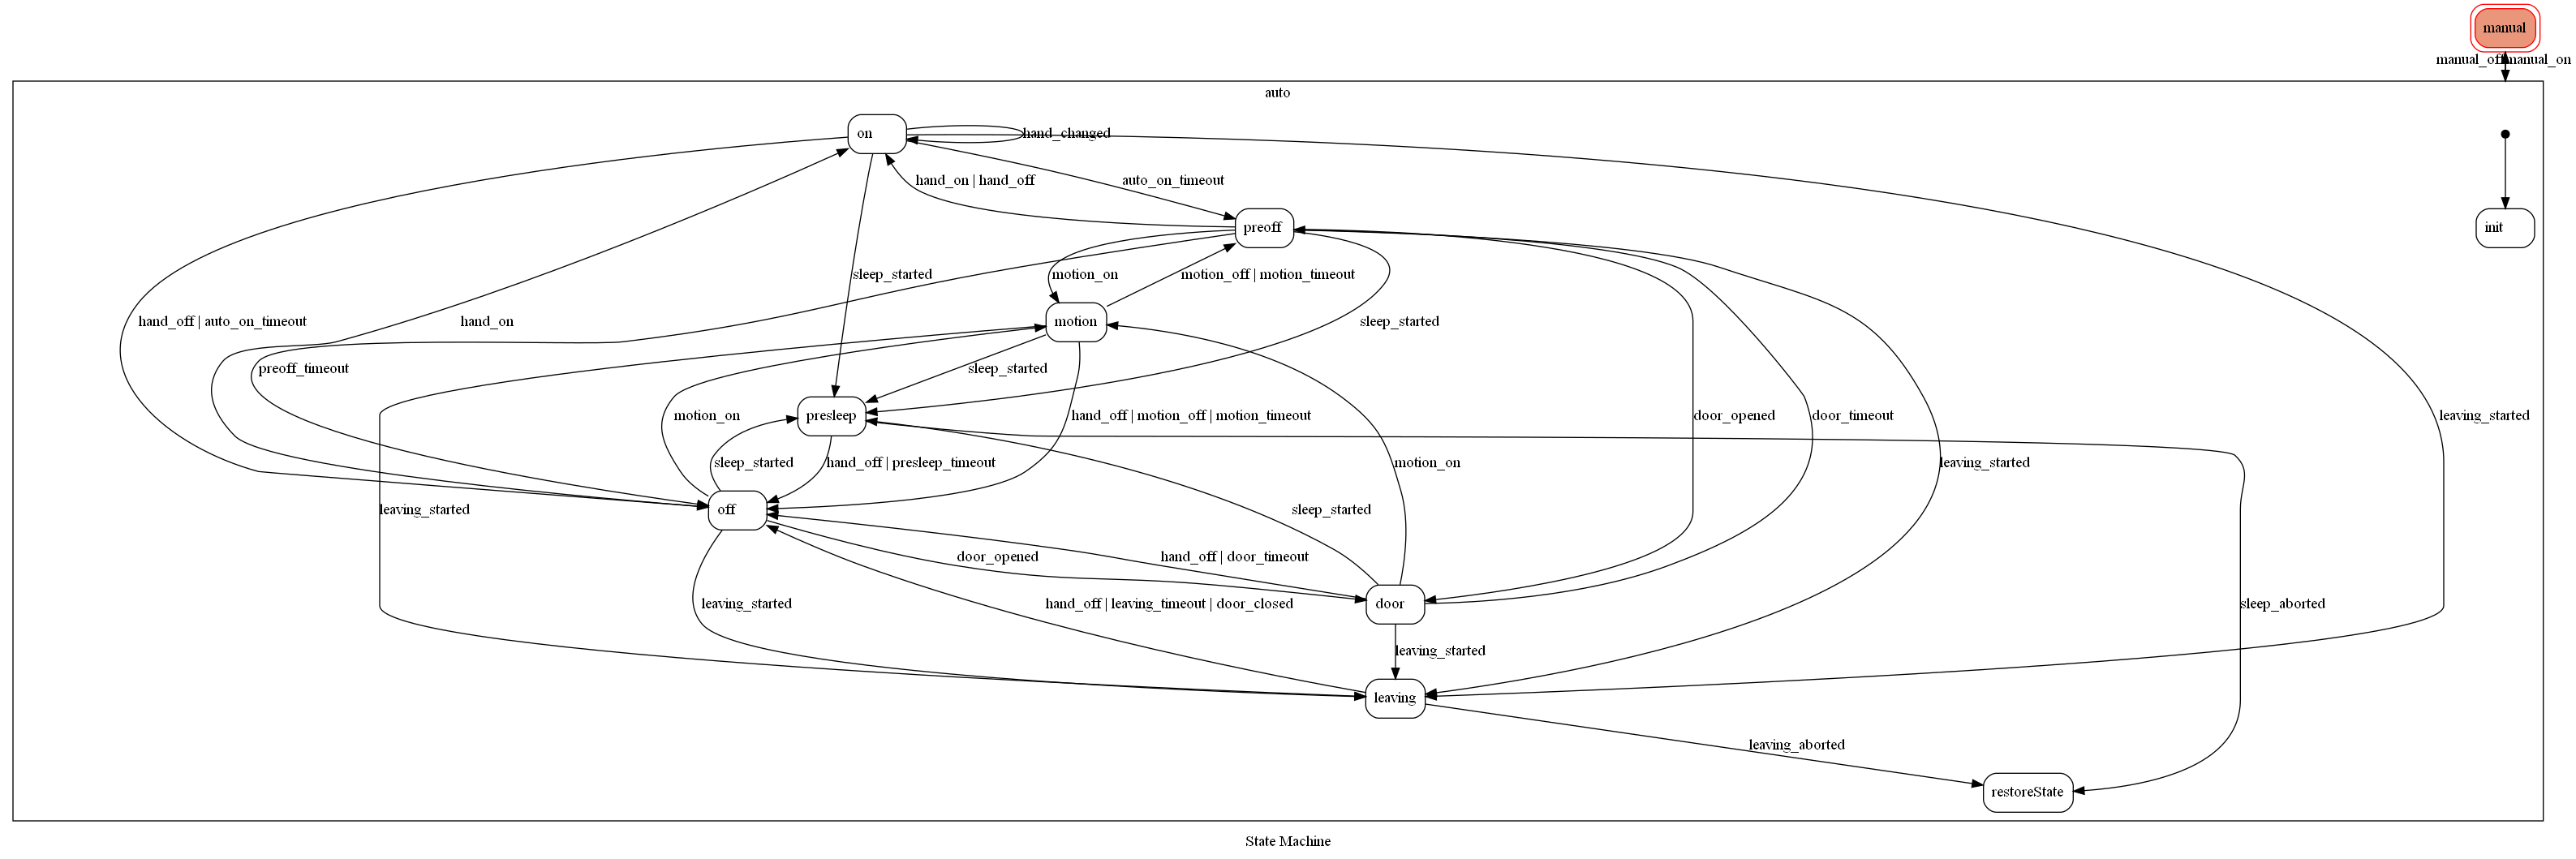 manual
manual_off
manual_on
auto
on
hand_changed
hand_on | hand_off
auto_on_timeout
preoff
init
sleep_started
motion_on
motion_off | motion_timeout
hand_off | auto_on_timeout
hand_on
motion
sleep_started
preoff_timeout
sleep_started
motion_on
presleep
hand_off | motion_off | motion_timeout
door_opened
door_timeout
leaving_started
sleep_started
hand_off | presleep_timeout
motion_on
leaving_started
leaving_started
off
sleep_started
door_opened
hand_off | door_timeout
leaving_started
hand_off | leaving_timeout | door_closed
door
sleep_aborted
leaving_started
leaving
leaving_aborted
restoreState
State Machine